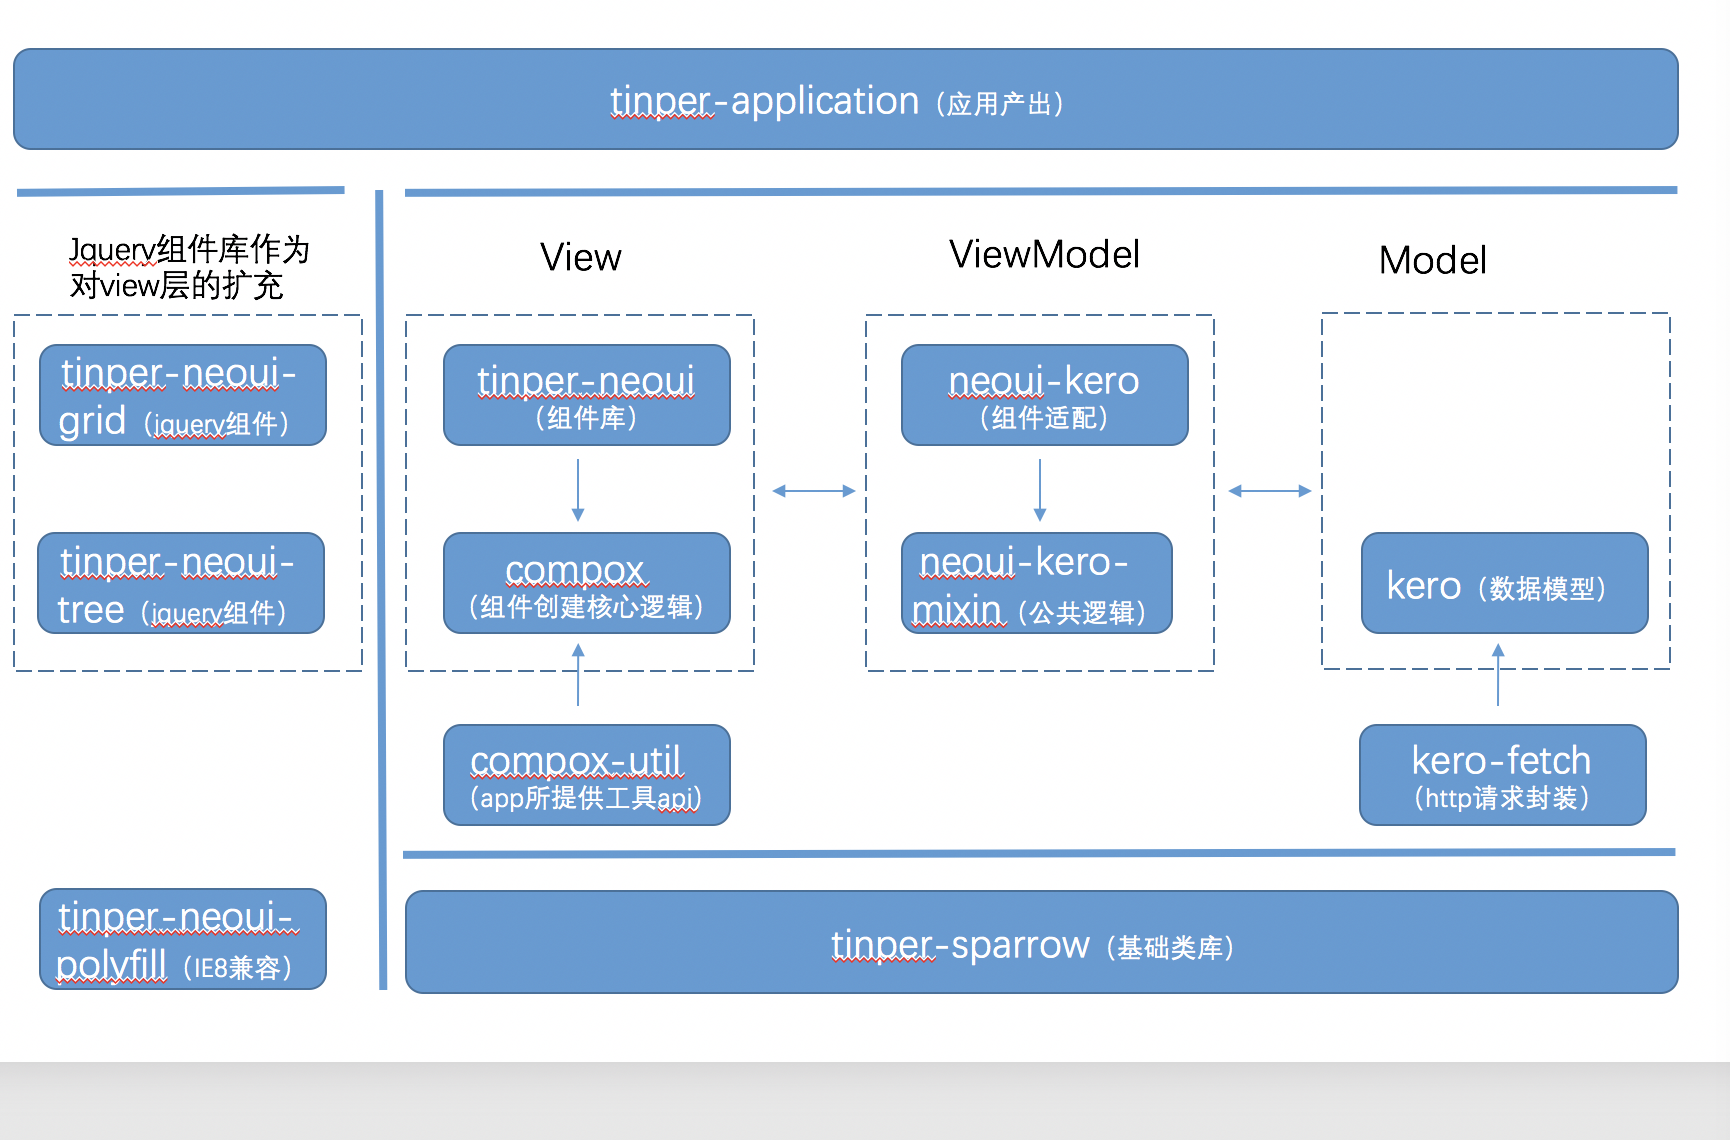 tinper-application（应用产出）
Jquery组件库作为
对view层的扩充
View
ViewModel
Model
tinper-neoui-
grid（jquery组件）
tinper-neoui
（组件库）
neoui-kero
（组件适配）
tinper-neoui-
tree（jquery组件）
compox
（组件创建核心逻辑）
neoui-kero-
mixin（公共逻辑）
kero（数据模型）
compox-util
（app所提供工具api）
kero-fetch
（http请求封装）
tinper-neoui-
polyfill（IE8兼容）
tinper-sparrow（基础类库）